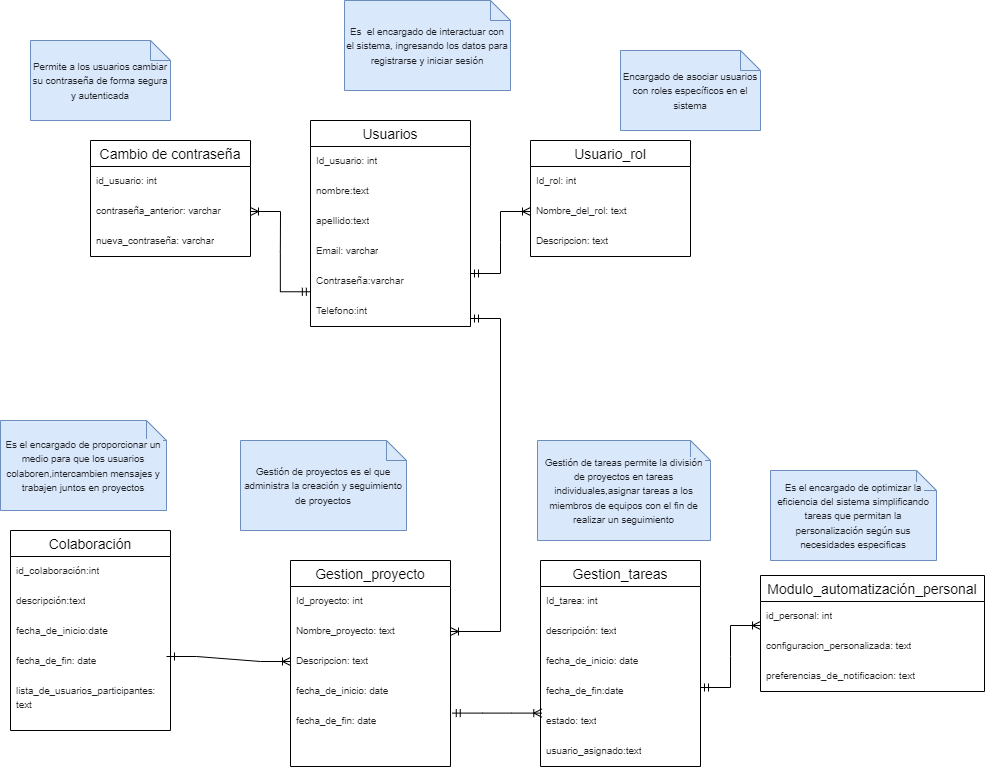 Es  el encargado de interactuar con
el sistema, ingresando los datos para
registrarse y iniciar sesión
Permite a los usuarios cambiar
su contraseña de forma segura
y autenticada
Encargado de asociar usuarios
con roles específicos en el
sistema
Cambio de contraseña
id_usuario: int
contraseña_anterior: varchar
nueva_contraseña: varchar
Usuarios
Id_usuario: int
nombre:text
apellido:text
Email: varchar
Contraseña:varchar
Telefono:int
Usuario_rol
Id_rol: int
Nombre_del_rol: text
Descripcion: text
Es el encargado de proporcionar un
medio para que los usuarios
colaboren,intercambien mensajes y
trabajen juntos en proyectos
Gestión de proyectos es el que
administra la creación y seguimiento
de proyectos
Gestión de tareas permite la división
de proyectos en tareas
individuales,asignar tareas a los
miembros de equipos con el fin de
realizar un seguimiento
Es el encargado de optimizar la
eficiencia del sistema simplificando
tareas que permitan la
personalización según sus
necesidades especificas
Colaboración
id_colaboración:int
descripción:text
fecha_de_inicio:date
fecha_de_fin: date
lista_de_usuarios_participantes:
text
Gestion_proyecto
Id_proyecto: int
Nombre_proyecto: text
Descripcion: text
fecha_de_inicio: date
fecha_de_fin: date
Gestion_tareas
Id_tarea: int
descripción: text
fecha_de_inicio: date
fecha_de_fin:date
estado: text
usuario_asignado:text
Modulo_automatización_personal
id_personal: int
configuracion_personalizada: text
preferencias_de_notificacion: text